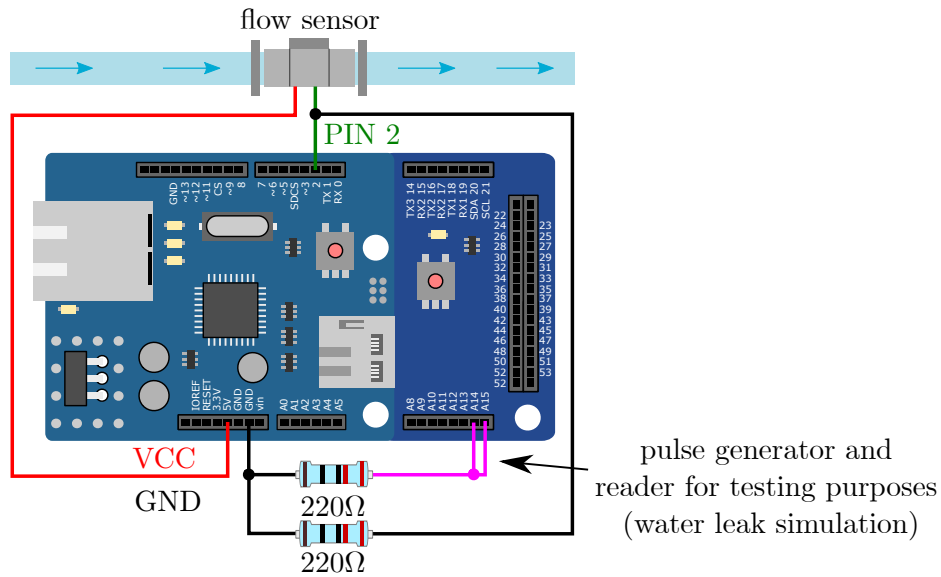 flow sensor
PIN 2
GND
~13
~12
~11
CS
~9
8
7
~6
~5
SDCS
~3
2
TX 1
RX 0
TX3 14
RX2 15
TX2 16
RX2 17
TX1 18
RX1 19
SDA 20
SCL 21
22
24
26
28
30
32
34
36
38
40
42
44
46
48
50
52
52
23
25
27
29
31
33
35
37
39
41
43
45
47
49
51
53
IOREF
RESET
3.3V
5V
GND
GND
vin
A0
A1
A2
A3
A4
A5
A8
A9
A10
A11
A12
A13
A14
A15
VCC
GND
220Ω
220Ω
pulse generator and
reader for testing purposes
(water leak simulation)